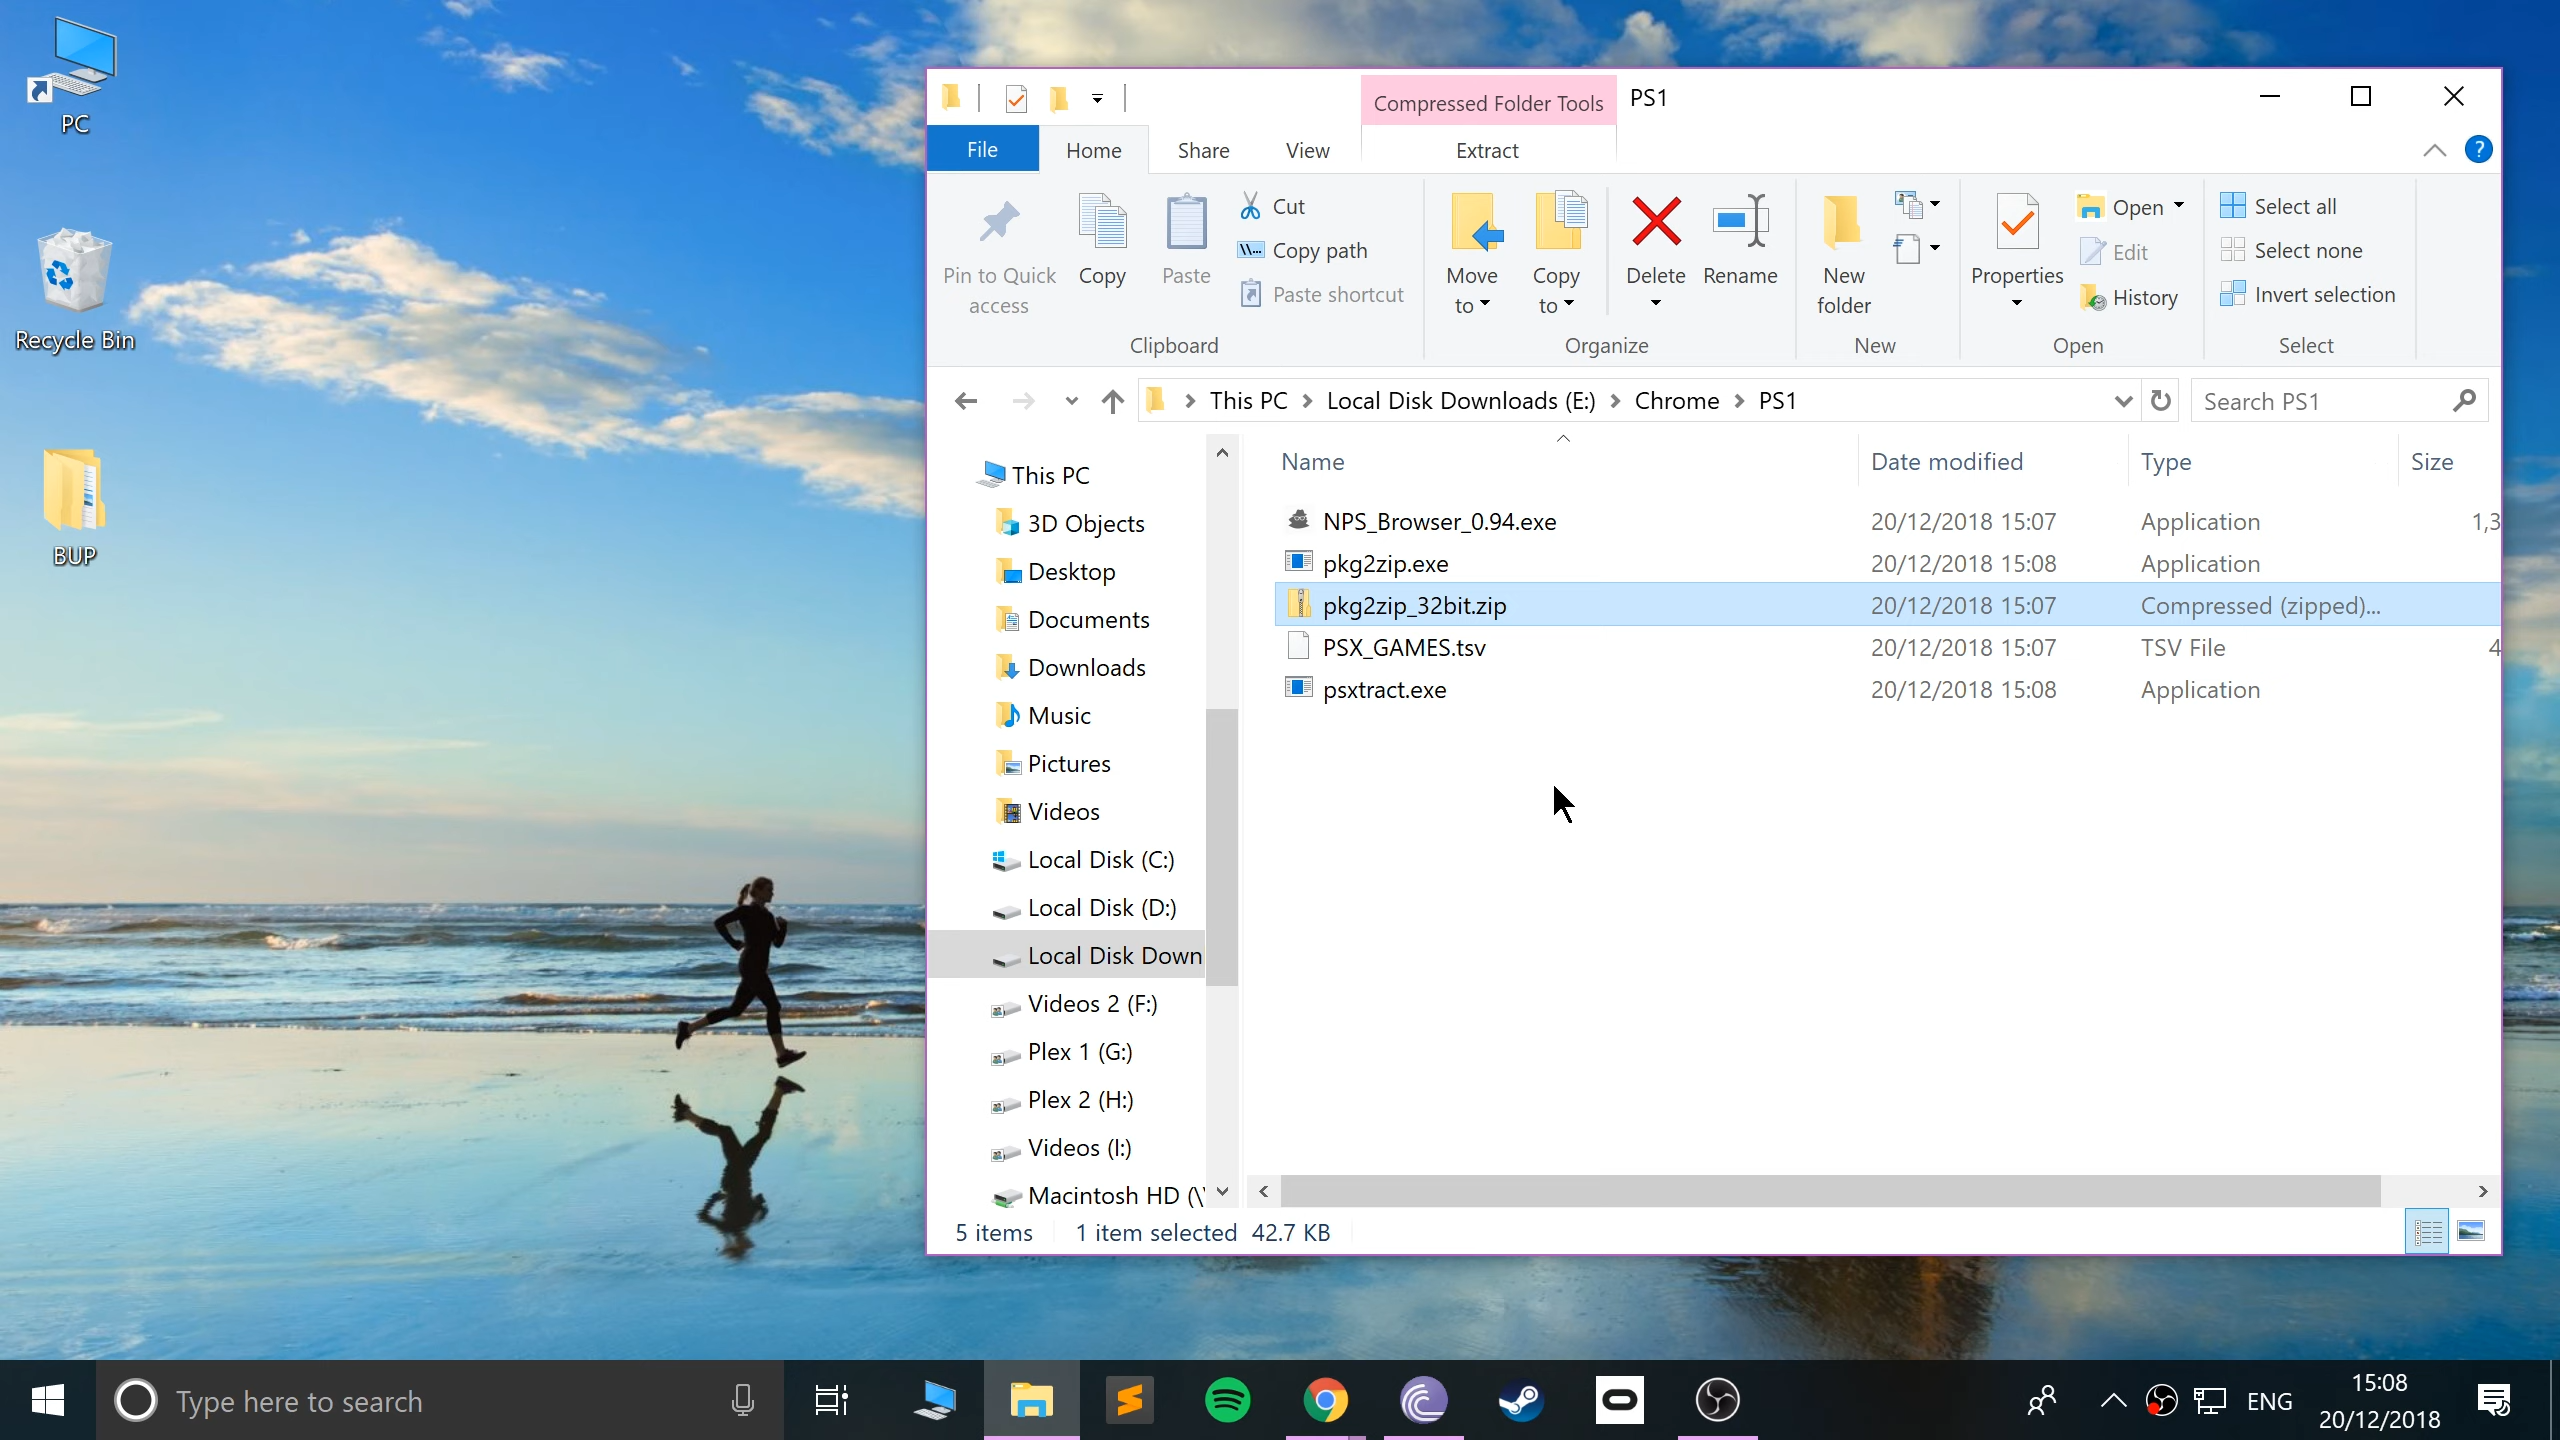 PC
Recycle Bin
BUP
Compressed Folder Tools
PS1
File
Home
Share
View
Extract
?
Pin to Quick
access
Copy
Paste
Cut
Copy path
Paste shortcut
Clipboard
Move
to
Copy
to
Delete
Rename
Organize
New
folder
New
Properties
Open
Edit
History
Open
Select all
Select none
Invert selection
Select
This PC
Local Disk Downloads (E:)
Chrome
PS1
Search PS1
This PC
3D Objects
Desktop
Documents
Downloads
Music
Pictures
Videos
Local Disk (C:)
Local Disk (D:)
Local Disk Down
Videos 2 (F:)
Plex 1 (G:)
Plex 2 (H:)
Videos (I:)
Macintosh HD (\\
Name Date modified Type Size
NPS_Browser_0.94.exe 20/12/2018 15:07 Application 1,3
pkg2zip.exe 20/12/2018 15:08 Application
pkg2zip_32bit.zip 20/12/2018 15:07 Compressed (zipped)...
PSX_GAMES.tsv 20/12/2018 15:07 TSV File 4
psxtract.exe 20/12/2018 15:08 Application
5 items 1 item selected 42.7 KB
Type here to search
ENG
15:08
20/12/2018